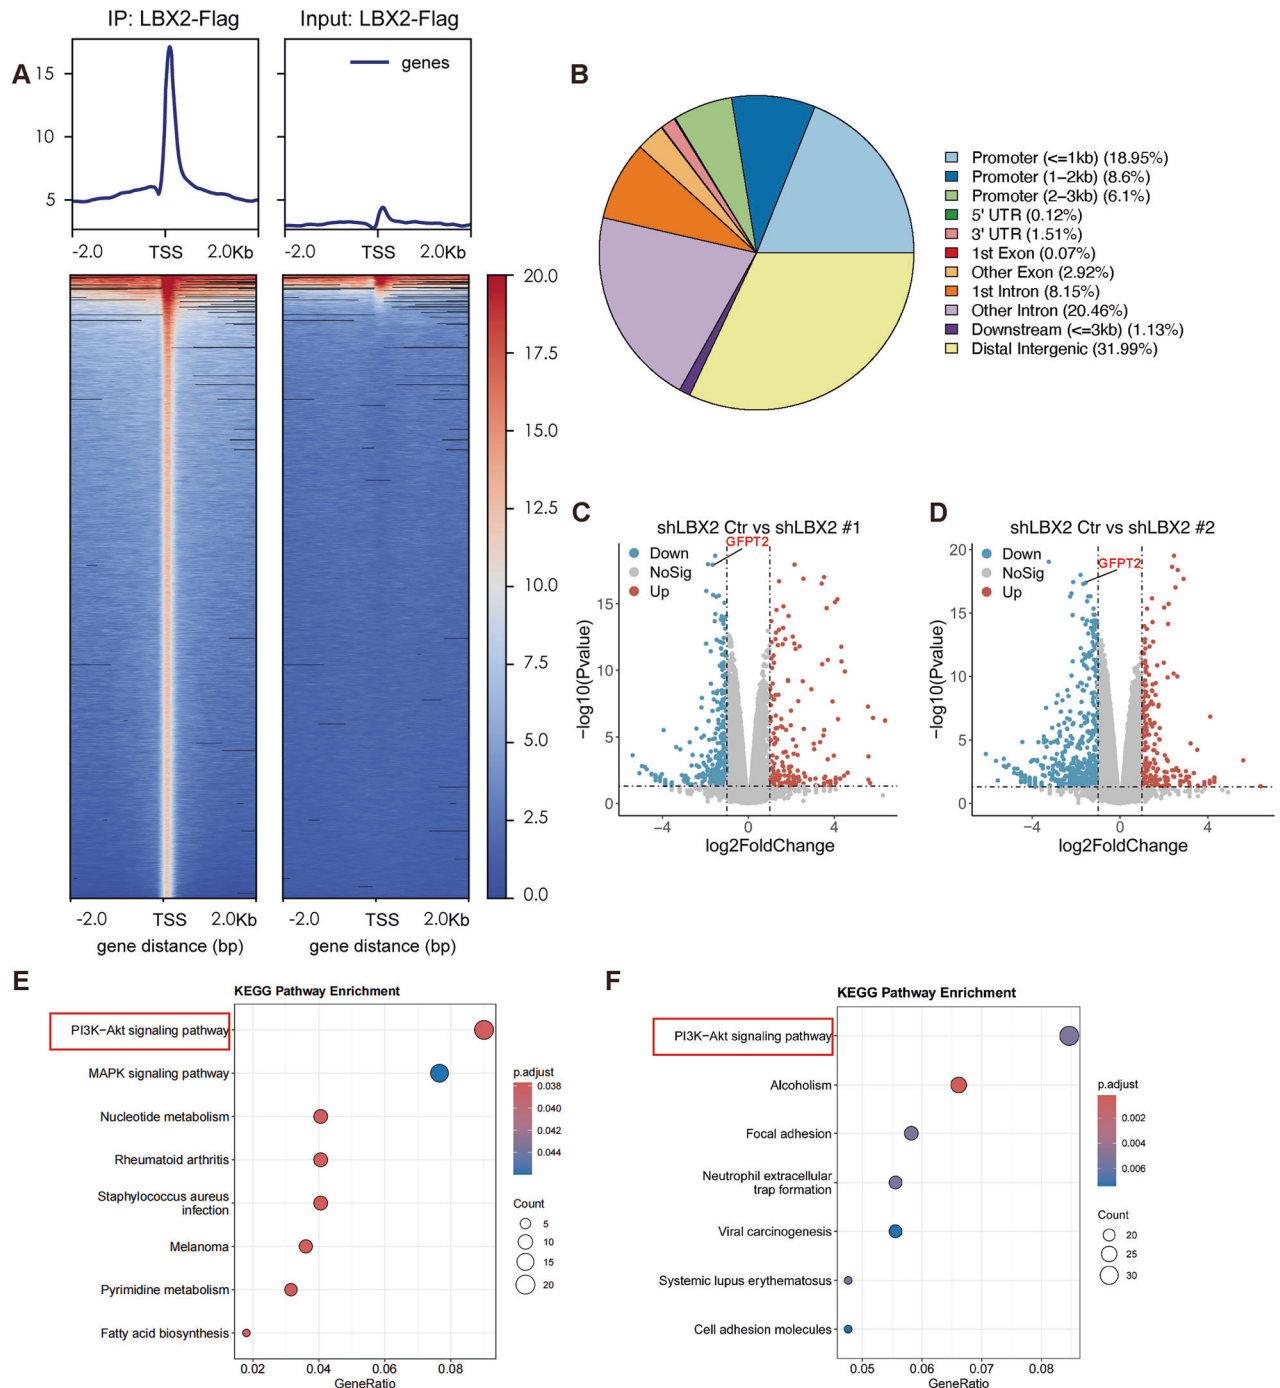 A
IP: LBX2-Flag
Input: LBX2-Flag
15
10
5
genes
-2.0
TSS
2.0Kb
-2.0
TSS
2.0Kb
20.0
17.5
15.0
12.5
10.0
7.5
5.0
2.5
0.0
-2.0
TSS
2.0Kb
gene distance (bp)
-2.0
TSS
2.0Kb
gene distance (bp)
B
Promoter (<=1kb) (18.95%)
Promoter (1-2kb) (8.6%)
Promoter (2-3kb) (6.1%)
5' UTR (0.12%)
3' UTR (1.51%)
1st Exon (0.07%)
Other Exon (2.92%)
1st Intron (8.15%)
Other Intron (20.46%)
Downstream (<=3kb) (1.13%)
Distal Intergenic (31.99%)
C
shLBX2 Ctr vs shLBX2 #1
GFPT2
Down
NoSig
Up
15
10
5
0
−log10(Pvalue)
−4
0
4
log2FoldChange
D
shLBX2 Ctr vs shLBX2 #2
GFPT2
Down
NoSig
Up
20
15
10
5
0
−log10(Pvalue)
−4
0
4
log2FoldChange
E
KEGG Pathway Enrichment
PI3K−Akt signaling pathway
MAPK signaling pathway
Nucleotide metabolism
Rheumatoid arthritis
Staphylococcus aureus
infection
Melanoma
Pyrimidine metabolism
Fatty acid biosynthesis
0.02
0.04
0.06
0.08
GeneRatio
p.adjust
0.038
0.040
0.042
0.044
Count
5
10
15
20
F
KEGG Pathway Enrichment
PI3K−Akt signaling pathway
Alcoholism
Focal adhesion
Neutrophil extracellular
trap formation
Viral carcinogenesis
Systemic lupus erythematosus
Cell adhesion molecules
0.05
0.06
0.07
0.08
GeneRatio
p.adjust
0.002
0.004
0.006
Count
20
25
30